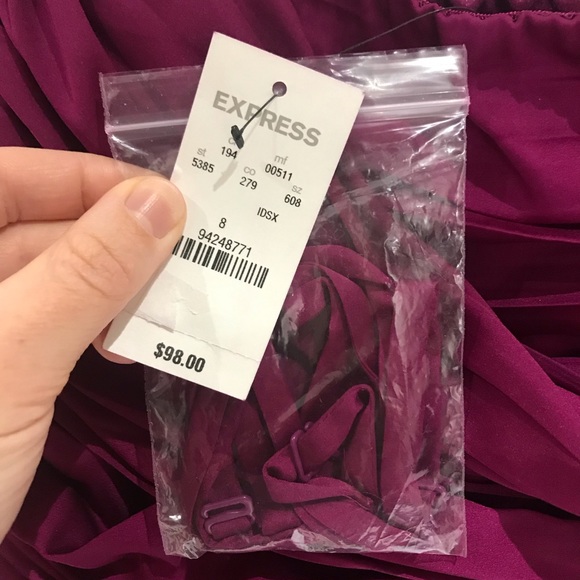 EXPRESS
194 mf
st 00511
5385 co sz
279 608
IDSX
8
94248771
$98.00